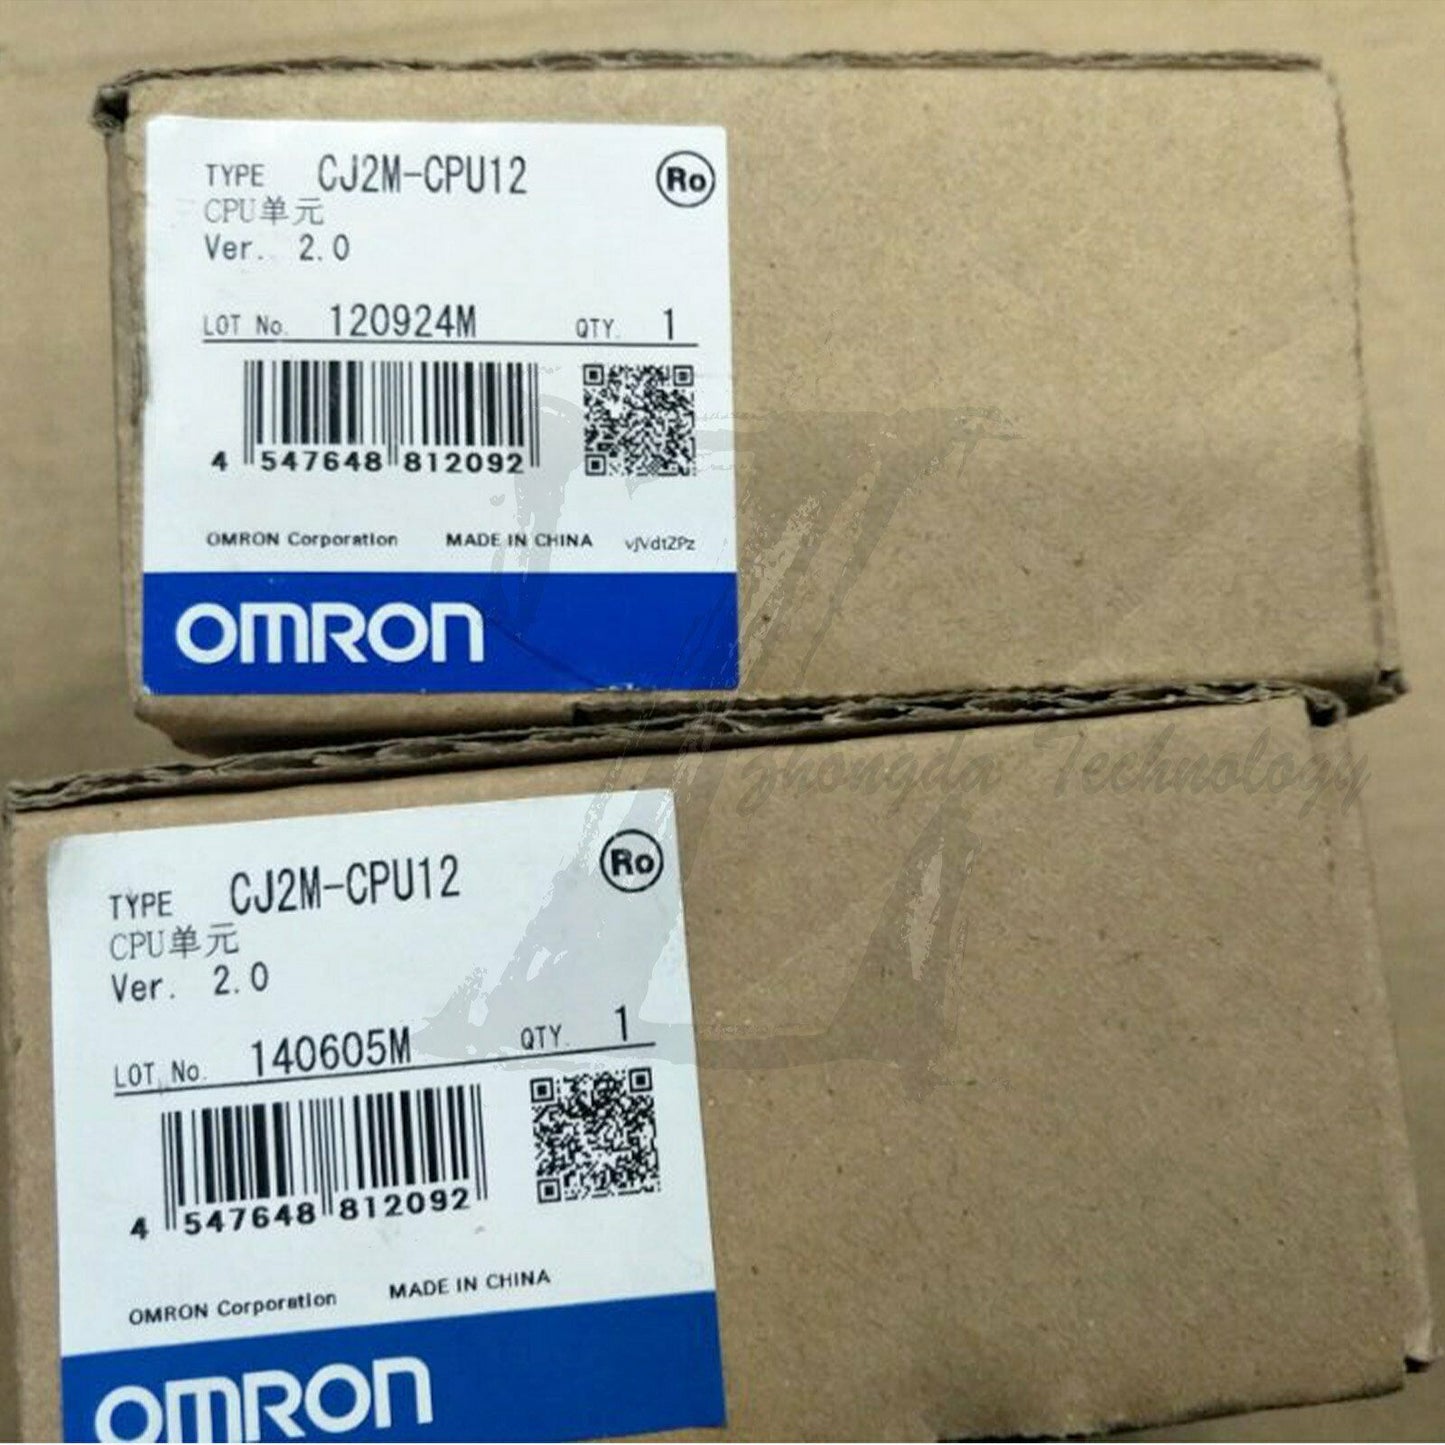 TYPE CJ2M-CPU12 Ro
CPU单元
Ver. 2.0
LOT No. 120924M QTY. 1
4 547648 812092
OMRON Corporation MADE IN CHINA vjVdtZPz
OMRON
zhongda Technology
TYPE CJ2M-CPU12 Ro
CPU单元
Ver. 2.0
LOT No. 140605M QTY. 1
4 547648 812092
OMRON Corporation MADE IN CHINA
OMRON